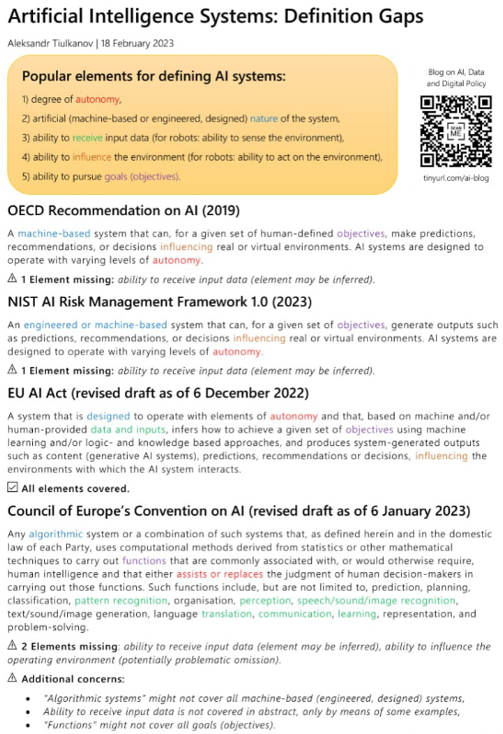 Artificial Intelligence Systems: Definition Gaps
Aleksandr Tiulkanov | 18 February 2023
Popular elements for defining AI systems:
1) degree of autonomy,
2) artificial (machine-based or engineered, designed) nature of the system,
3) ability to receive input data (for robots: ability to sense the environment),
4) ability to influence the environment (for robots: ability to act on the environment),
5) ability to pursue goals (objectives).
Blog on AI, Data
and Digital Policy
SCAN
ME
tinyurl.com/ai-blog
OECD Recommendation on AI (2019)
A machine-based system that can, for a given set of human-defined objectives, make predictions,
recommendations, or decisions influencing real or virtual environments. AI systems are designed to
operate with varying levels of autonomy.
⚠ 1 Element missing: ability to receive input data (element may be inferred).
NIST AI Risk Management Framework 1.0 (2023)
An engineered or machine-based system that can, for a given set of objectives, generate outputs such
as predictions, recommendations, or decisions influencing real or virtual environments. AI systems are
designed to operate with varying levels of autonomy.
⚠ 1 Element missing: ability to receive input data (element may be inferred).
EU AI Act (revised draft as of 6 December 2022)
A system that is designed to operate with elements of autonomy and that, based on machine and/or
human-provided data and inputs, infers how to achieve a given set of objectives using machine
learning and/or logic- and knowledge based approaches, and produces system-generated outputs
such as content (generative AI systems), predictions, recommendations or decisions, influencing the
environments with which the AI system interacts.
☑ All elements covered.
Council of Europe's Convention on AI (revised draft as of 6 January 2023)
Any algorithmic system or a combination of such systems that, as defined herein and in the domestic
law of each Party, uses computational methods derived from statistics or other mathematical
techniques to carry out functions that are commonly associated with, or would otherwise require,
human intelligence and that either assists or replaces the judgment of human decision-makers in
carrying out those functions. Such functions include, but are not limited to, prediction, planning,
classification, pattern recognition, organisation, perception, speech/sound/image recognition,
text/sound/image generation, language translation, communication, learning, representation, and
problem-solving.
⚠ 2 Elements missing: ability to receive input data (element may be inferred), ability to influence the
operating environment (potentially problematic omission).
⚠ Additional concerns:
• "Algorithmic systems" might not cover all machine-based (engineered, designed) systems,
• Ability to receive input data is not covered in abstract, only by means of some examples,
• "Functions" might not cover all goals (objectives).